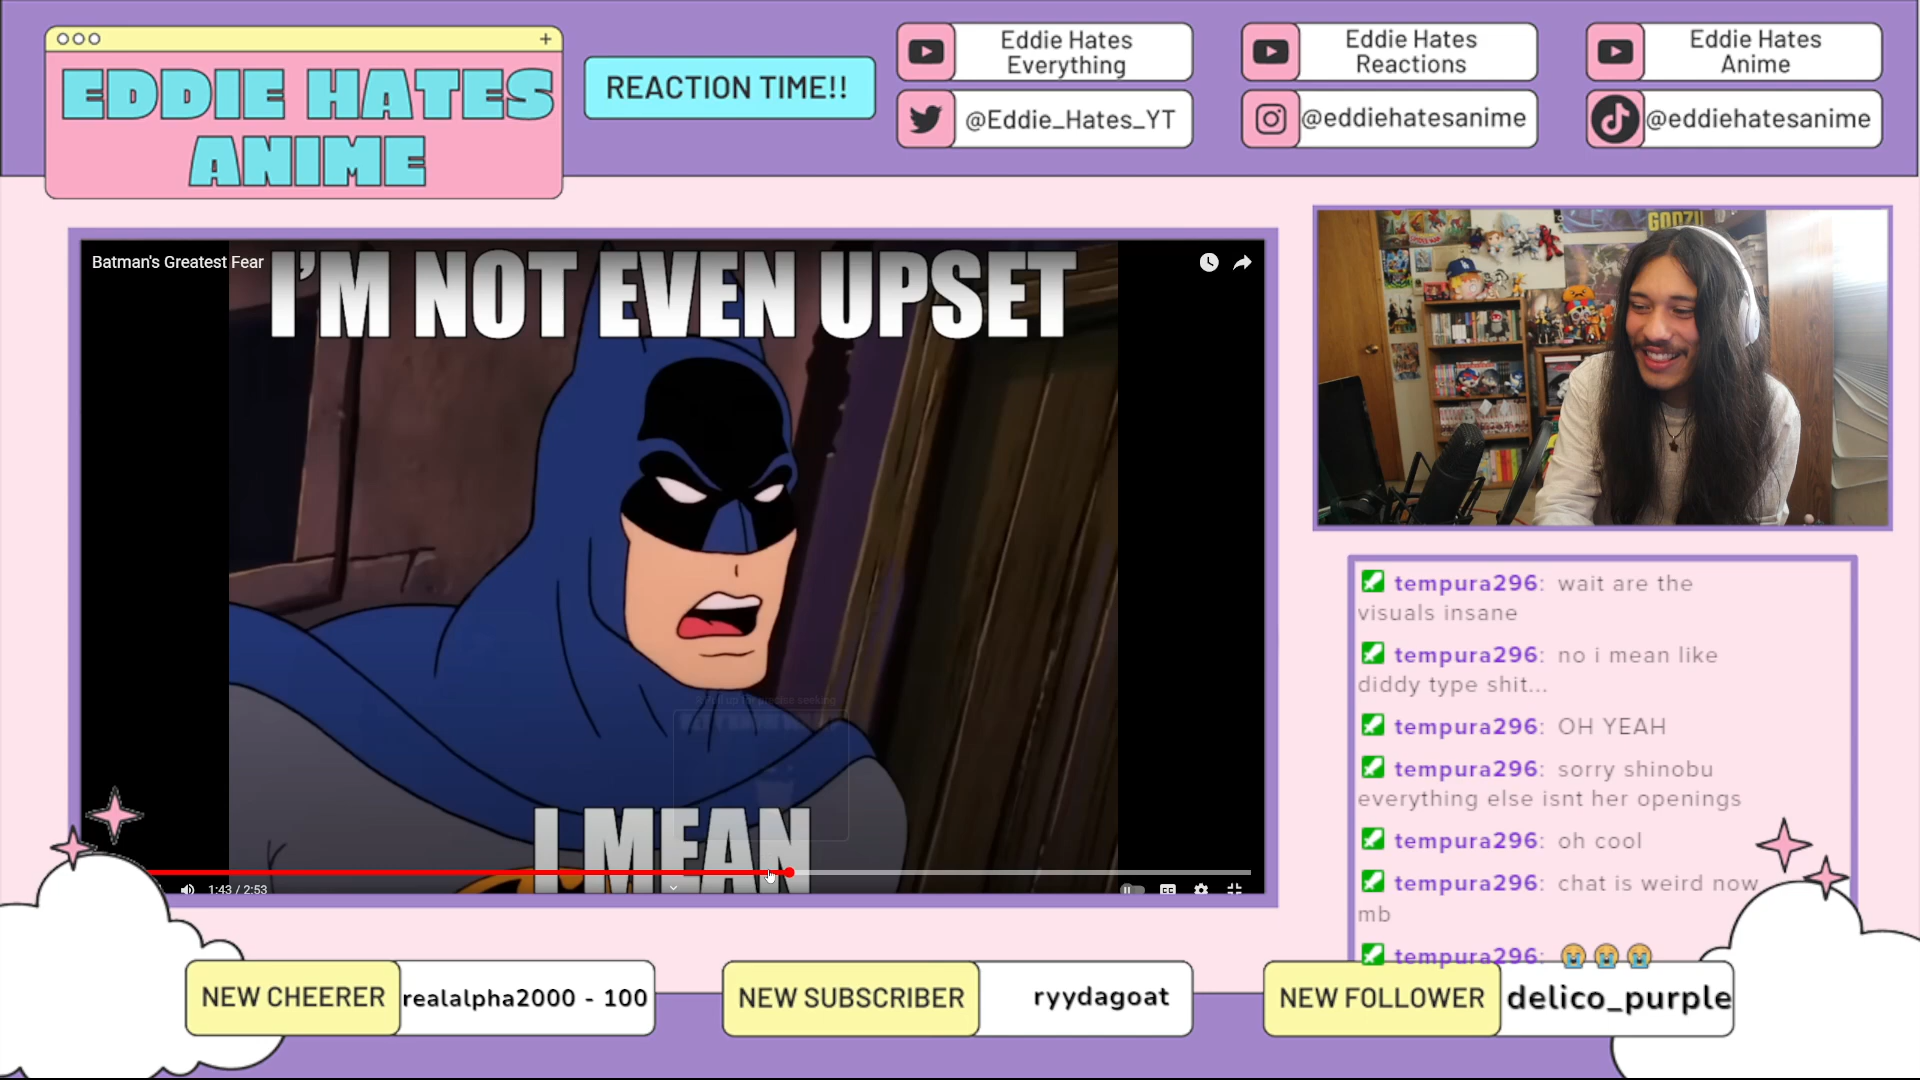 EDDIE HATES
ANIME
REACTION TIME!!
Eddie Hates
Everything
Eddie Hates
Reactions
Eddie Hates
Anime
@Eddie_Hates_YT
@eddiehatesanime
@eddiehatesanime
Batman's Greatest Fear
I'M NOT EVEN UPSET
I MEAN
1:43 / 2:53
GODZI
tempura296: wait are the
visuals insane
tempura296: no i mean like
diddy type shit...
tempura296: OH YEAH
tempura296: sorry shinobu
everything else isnt her openings
tempura296: oh cool
tempura296: chat is weird now
mb
tempura296: 😭😭😭
NEW CHEERER
realalpha2000 - 100
NEW SUBSCRIBER
ryydagoat
NEW FOLLOWER
delico_purple